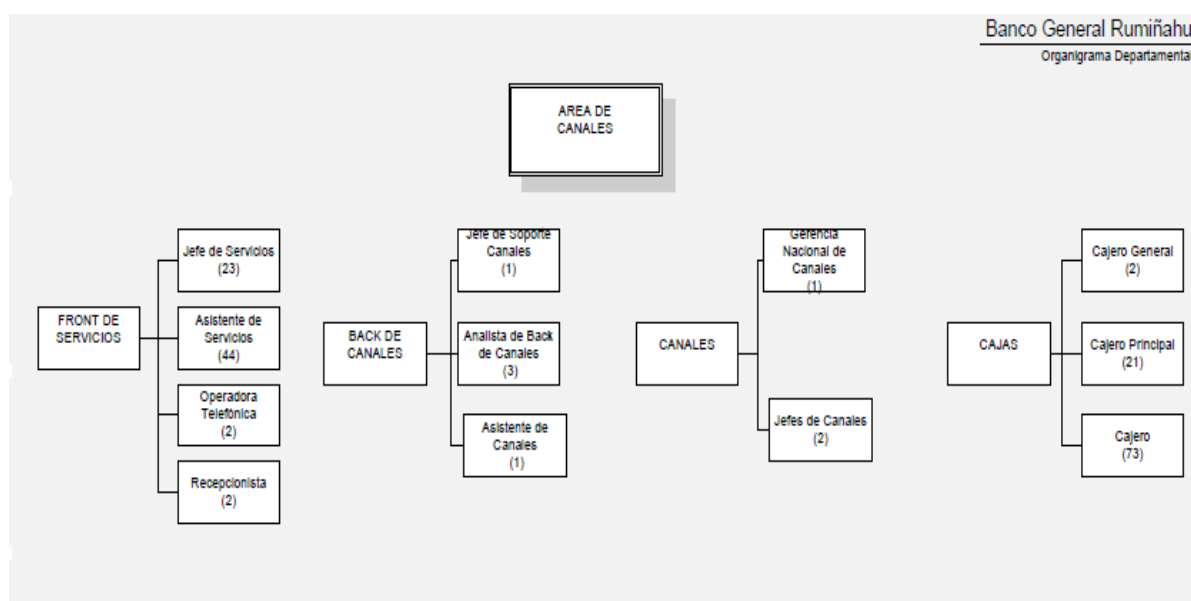 Banco General Rumiñahu
Organigrama Departamental
AREA DE
CANALES
FRONT DE
SERVICIOS
Jefe de Servicios
(23)
Asistente de
Servicios
(44)
Operadora
Telefónica
(2)
Recepcionista
(2)
BACK DE
CANALES
Jefe de Soporte
Canales
(1)
Analista de Back
de Canales
(3)
Asistente de
Canales
(1)
CANALES
Gerencia
Nacional de
Canales
(1)
Jefes de Canales
(2)
CAJAS
Cajero General
(2)
Cajero Principal
(21)
Cajero
(73)